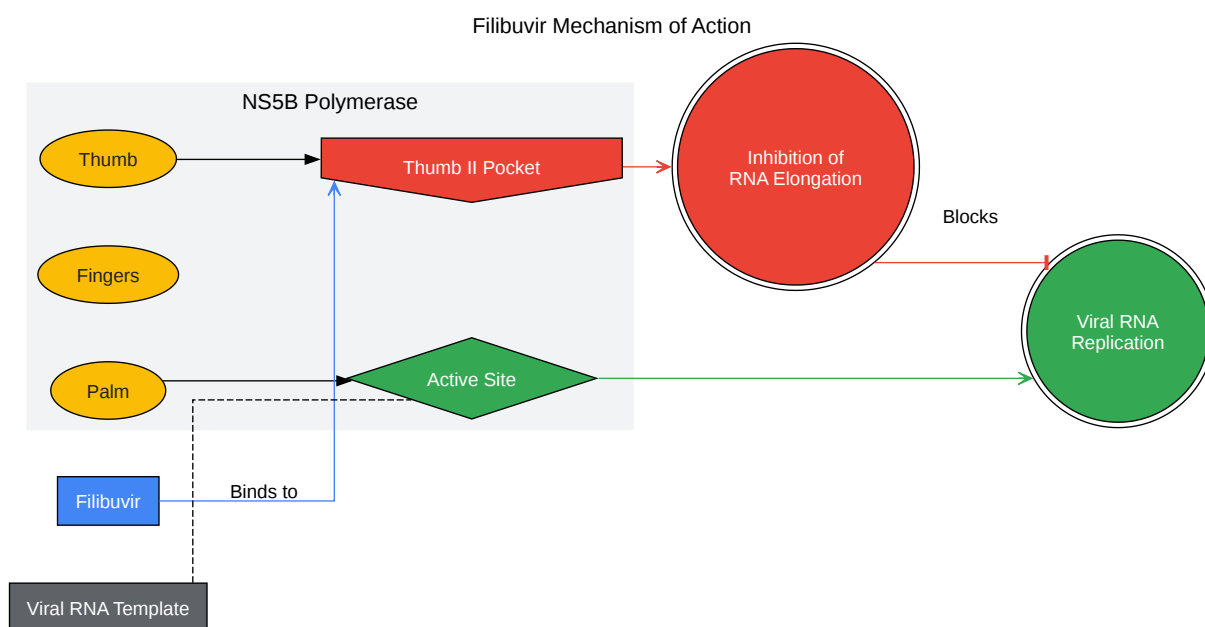 Filibuvir Mechanism of Action
NS5B Polymerase
Thumb
Thumb II Pocket
Inhibition of
RNA Elongation
Blocks
Fingers
Viral RNA
Replication
Palm
Active Site
Filibuvir
Binds to
Viral RNA Template